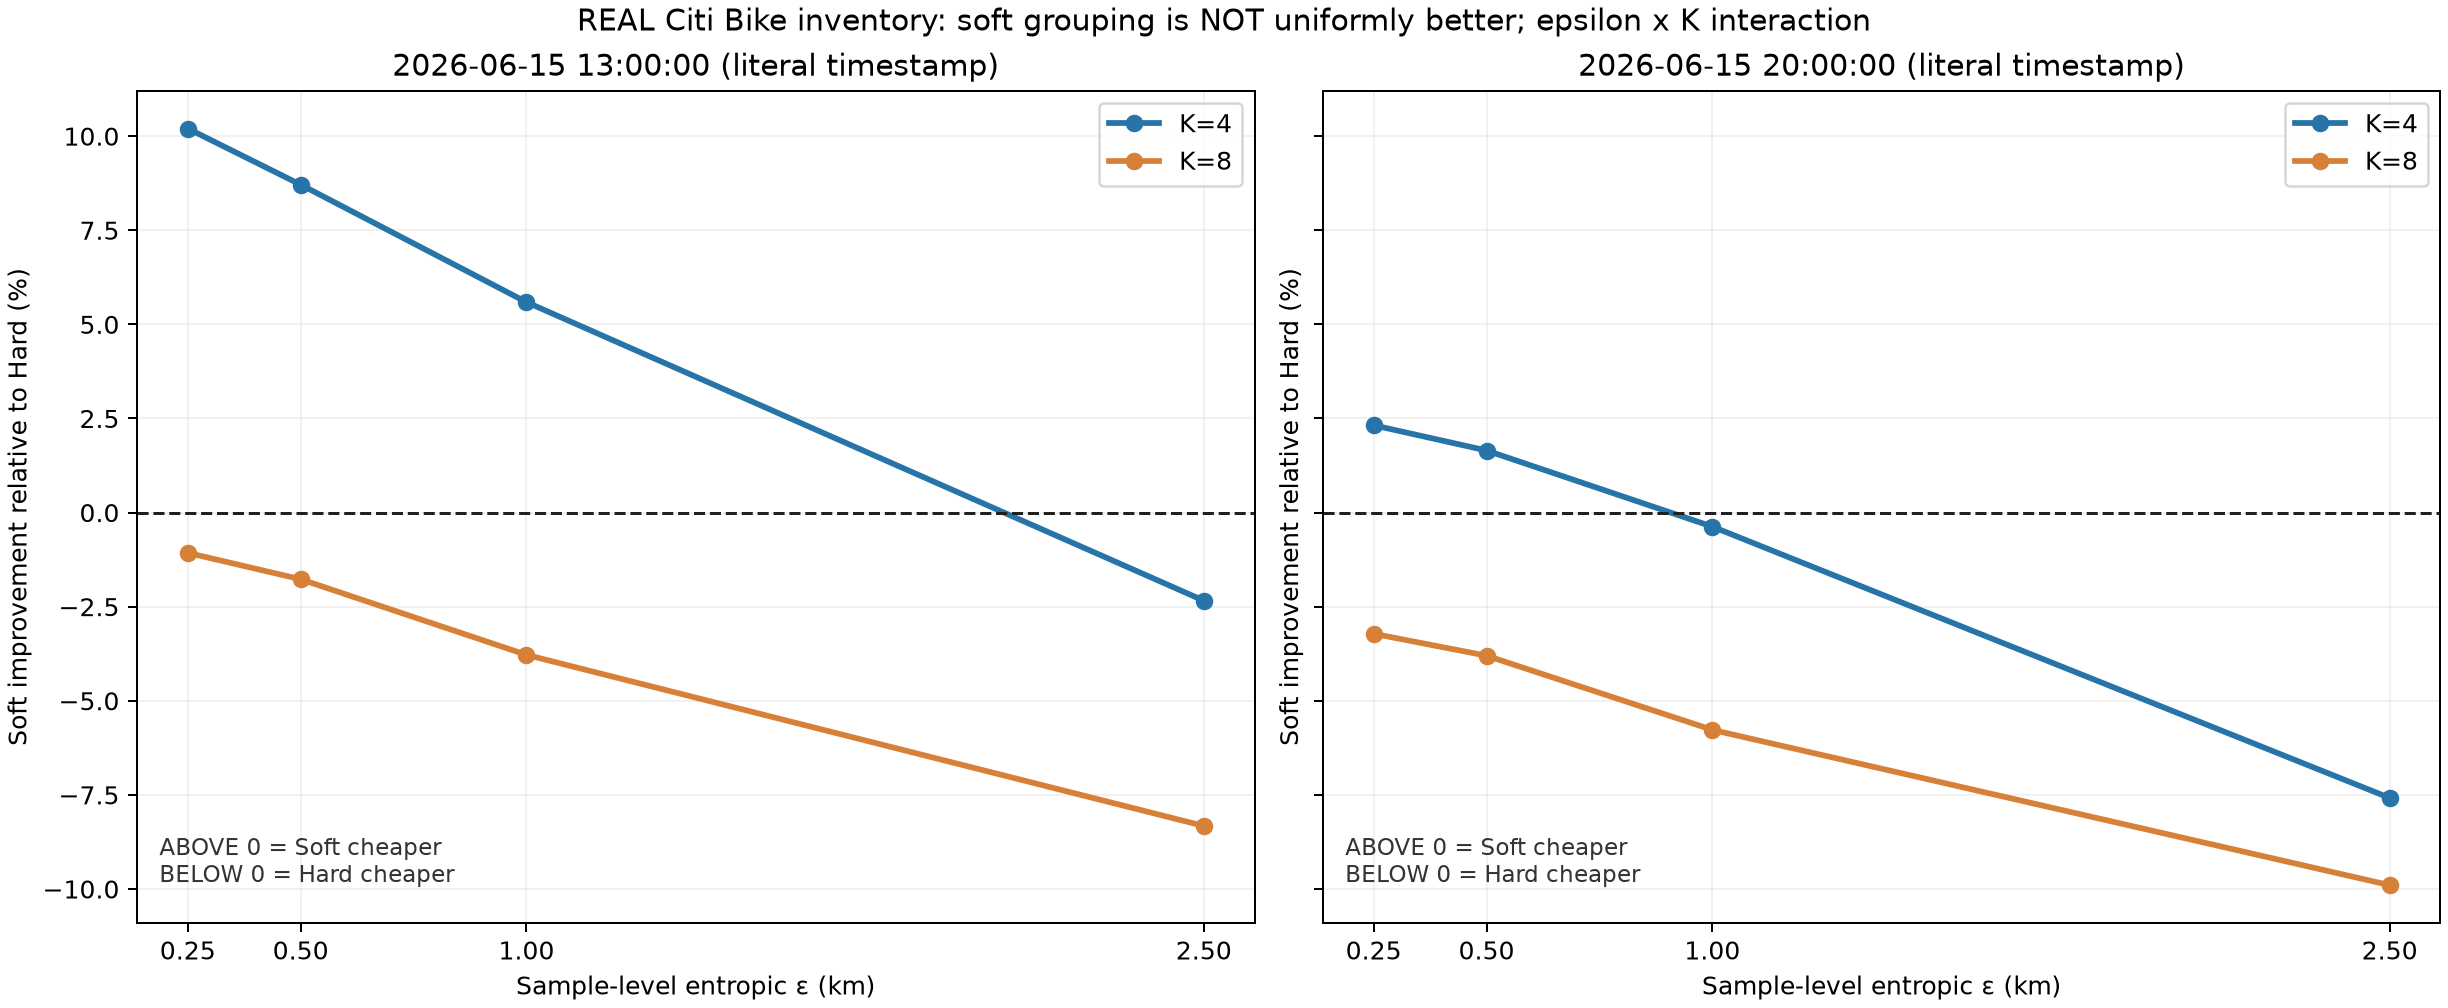 REAL Citi Bike inventory: soft grouping is NOT uniformly better; epsilon x K interaction
2026-06-15 13:00:00 (literal timestamp)
Soft improvement relative to Hard (%)
10.0
7.5
5.0
2.5
0.0
−2.5
−5.0
−7.5
−10.0
K=4
K=8
ABOVE 0 = Soft cheaper
BELOW 0 = Hard cheaper
0.25
0.50
1.00
2.50
Sample-level entropic ε (km)
2026-06-15 20:00:00 (literal timestamp)
Soft improvement relative to Hard (%)
K=4
K=8
ABOVE 0 = Soft cheaper
BELOW 0 = Hard cheaper
0.25
0.50
1.00
2.50
Sample-level entropic ε (km)